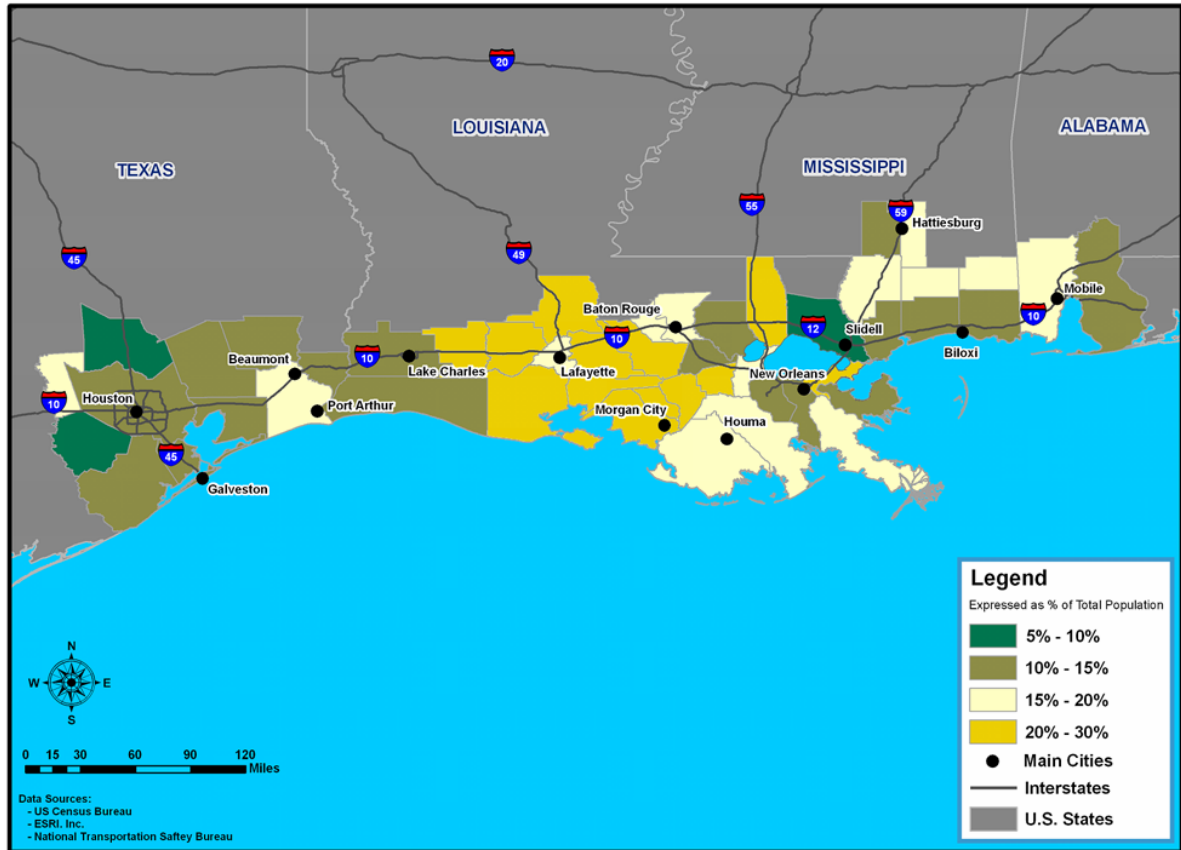 20
LOUISIANA
ALABAMA
TEXAS
MISSISSIPPI
55
59
Hattiesburg
45
49
Mobile
Baton Rouge
10
12
Slidell
10
Beaumont
10
Lake Charles
Lafayette
New Orleans
Biloxi
10
Houston
Port Arthur
Morgan City
Houma
45
Galveston
Legend
Expressed as % of Total Population
5% - 10%
10% - 15%
15% - 20%
20% - 30%
Main Cities
Interstates
U.S. States
N
W E
S
0 15 30 60 90 120
Miles
Data Sources:
- US Census Bureau
- ESRI. Inc.
- National Transportation Saftey Bureau